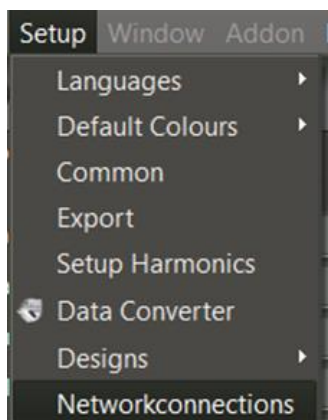 Setup Window Addon
Languages
Default Colours
Common
Export
Setup Harmonics
Data Converter
Designs
Networkconnections